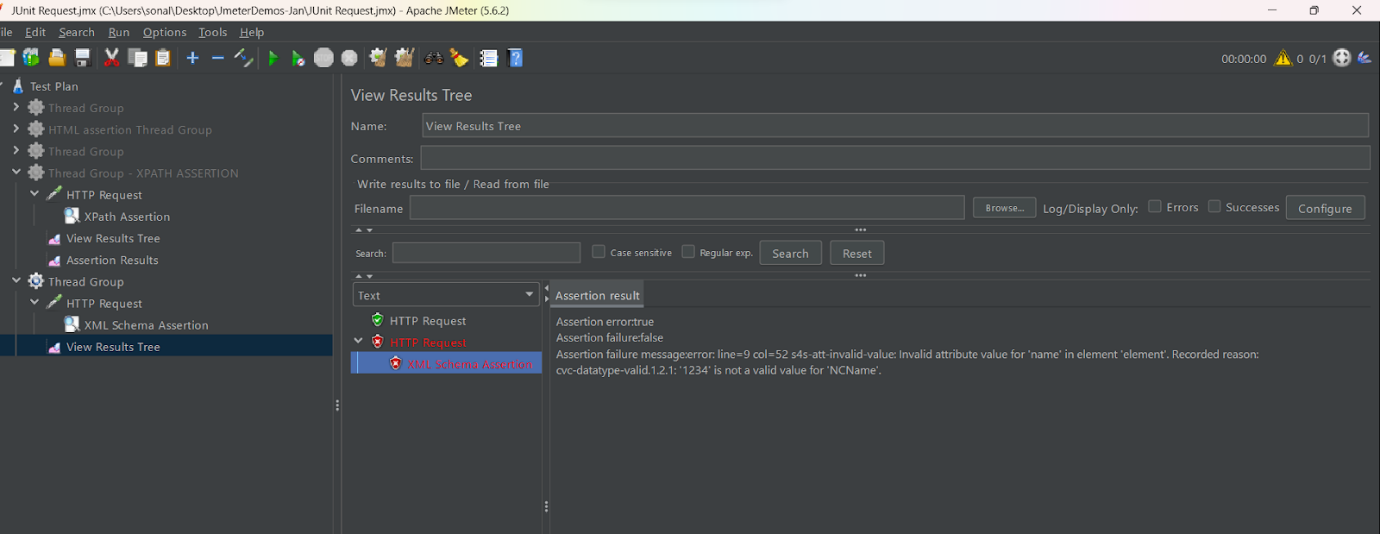 JUnit Request.jmx (C:\Users\sonal\Desktop\JmeterDemos-Jan\JUnit Request.jmx) - Apache JMeter (5.6.2)
ile Edit Search Run Options Tools Help
00:00:00 0 0/1
Test Plan
Thread Group
HTML assertion Thread Group
Thread Group
Thread Group - XPATH ASSERTION
HTTP Request
XPath Assertion
View Results Tree
Assertion Results
Thread Group
HTTP Request
XML Schema Assertion
View Results Tree
View Results Tree
Name: View Results Tree
Comments:
Write results to file / Read from file
Filename Browse... Log/Display Only: Errors Successes Configure
Search: Case sensitive Regular exp. Search Reset
Text
HTTP Request
HTTP Request
XML Schema Assertion
Assertion result
Assertion error:true
Assertion failure:false
Assertion failure message:error: line=9 col=52 s4s-att-invalid-value: Invalid attribute value for 'name' in element 'element'. Recorded reason:
cvc-datatype-valid.1.2.1: '1234' is not a valid value for 'NCName'.